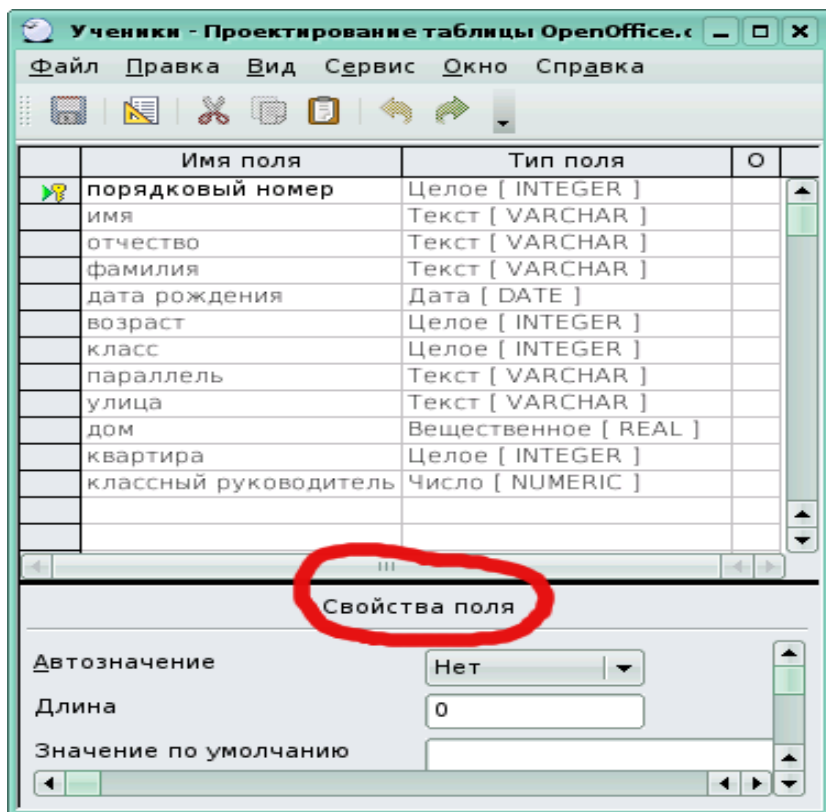 Ученики - Проектирование таблицы OpenOffice.
Файл Правка Вид Сервис Окно Справка
Имя поля Тип поля О
порядковый номер Целое [ INTEGER ]
имя Текст [ VARCHAR ]
отчество Текст [ VARCHAR ]
фамилия Текст [ VARCHAR ]
дата рождения Дата [ DATE ]
возраст Целое [ INTEGER ]
класс Целое [ INTEGER ]
параллель Текст [ VARCHAR ]
улица Текст [ VARCHAR ]
дом Вещественное [ REAL ]
квартира Целое [ INTEGER ]
классный руководитель Число [ NUMERIC ]
Свойства поля
Автозначение Нет
Длина 0
Значение по умолчанию